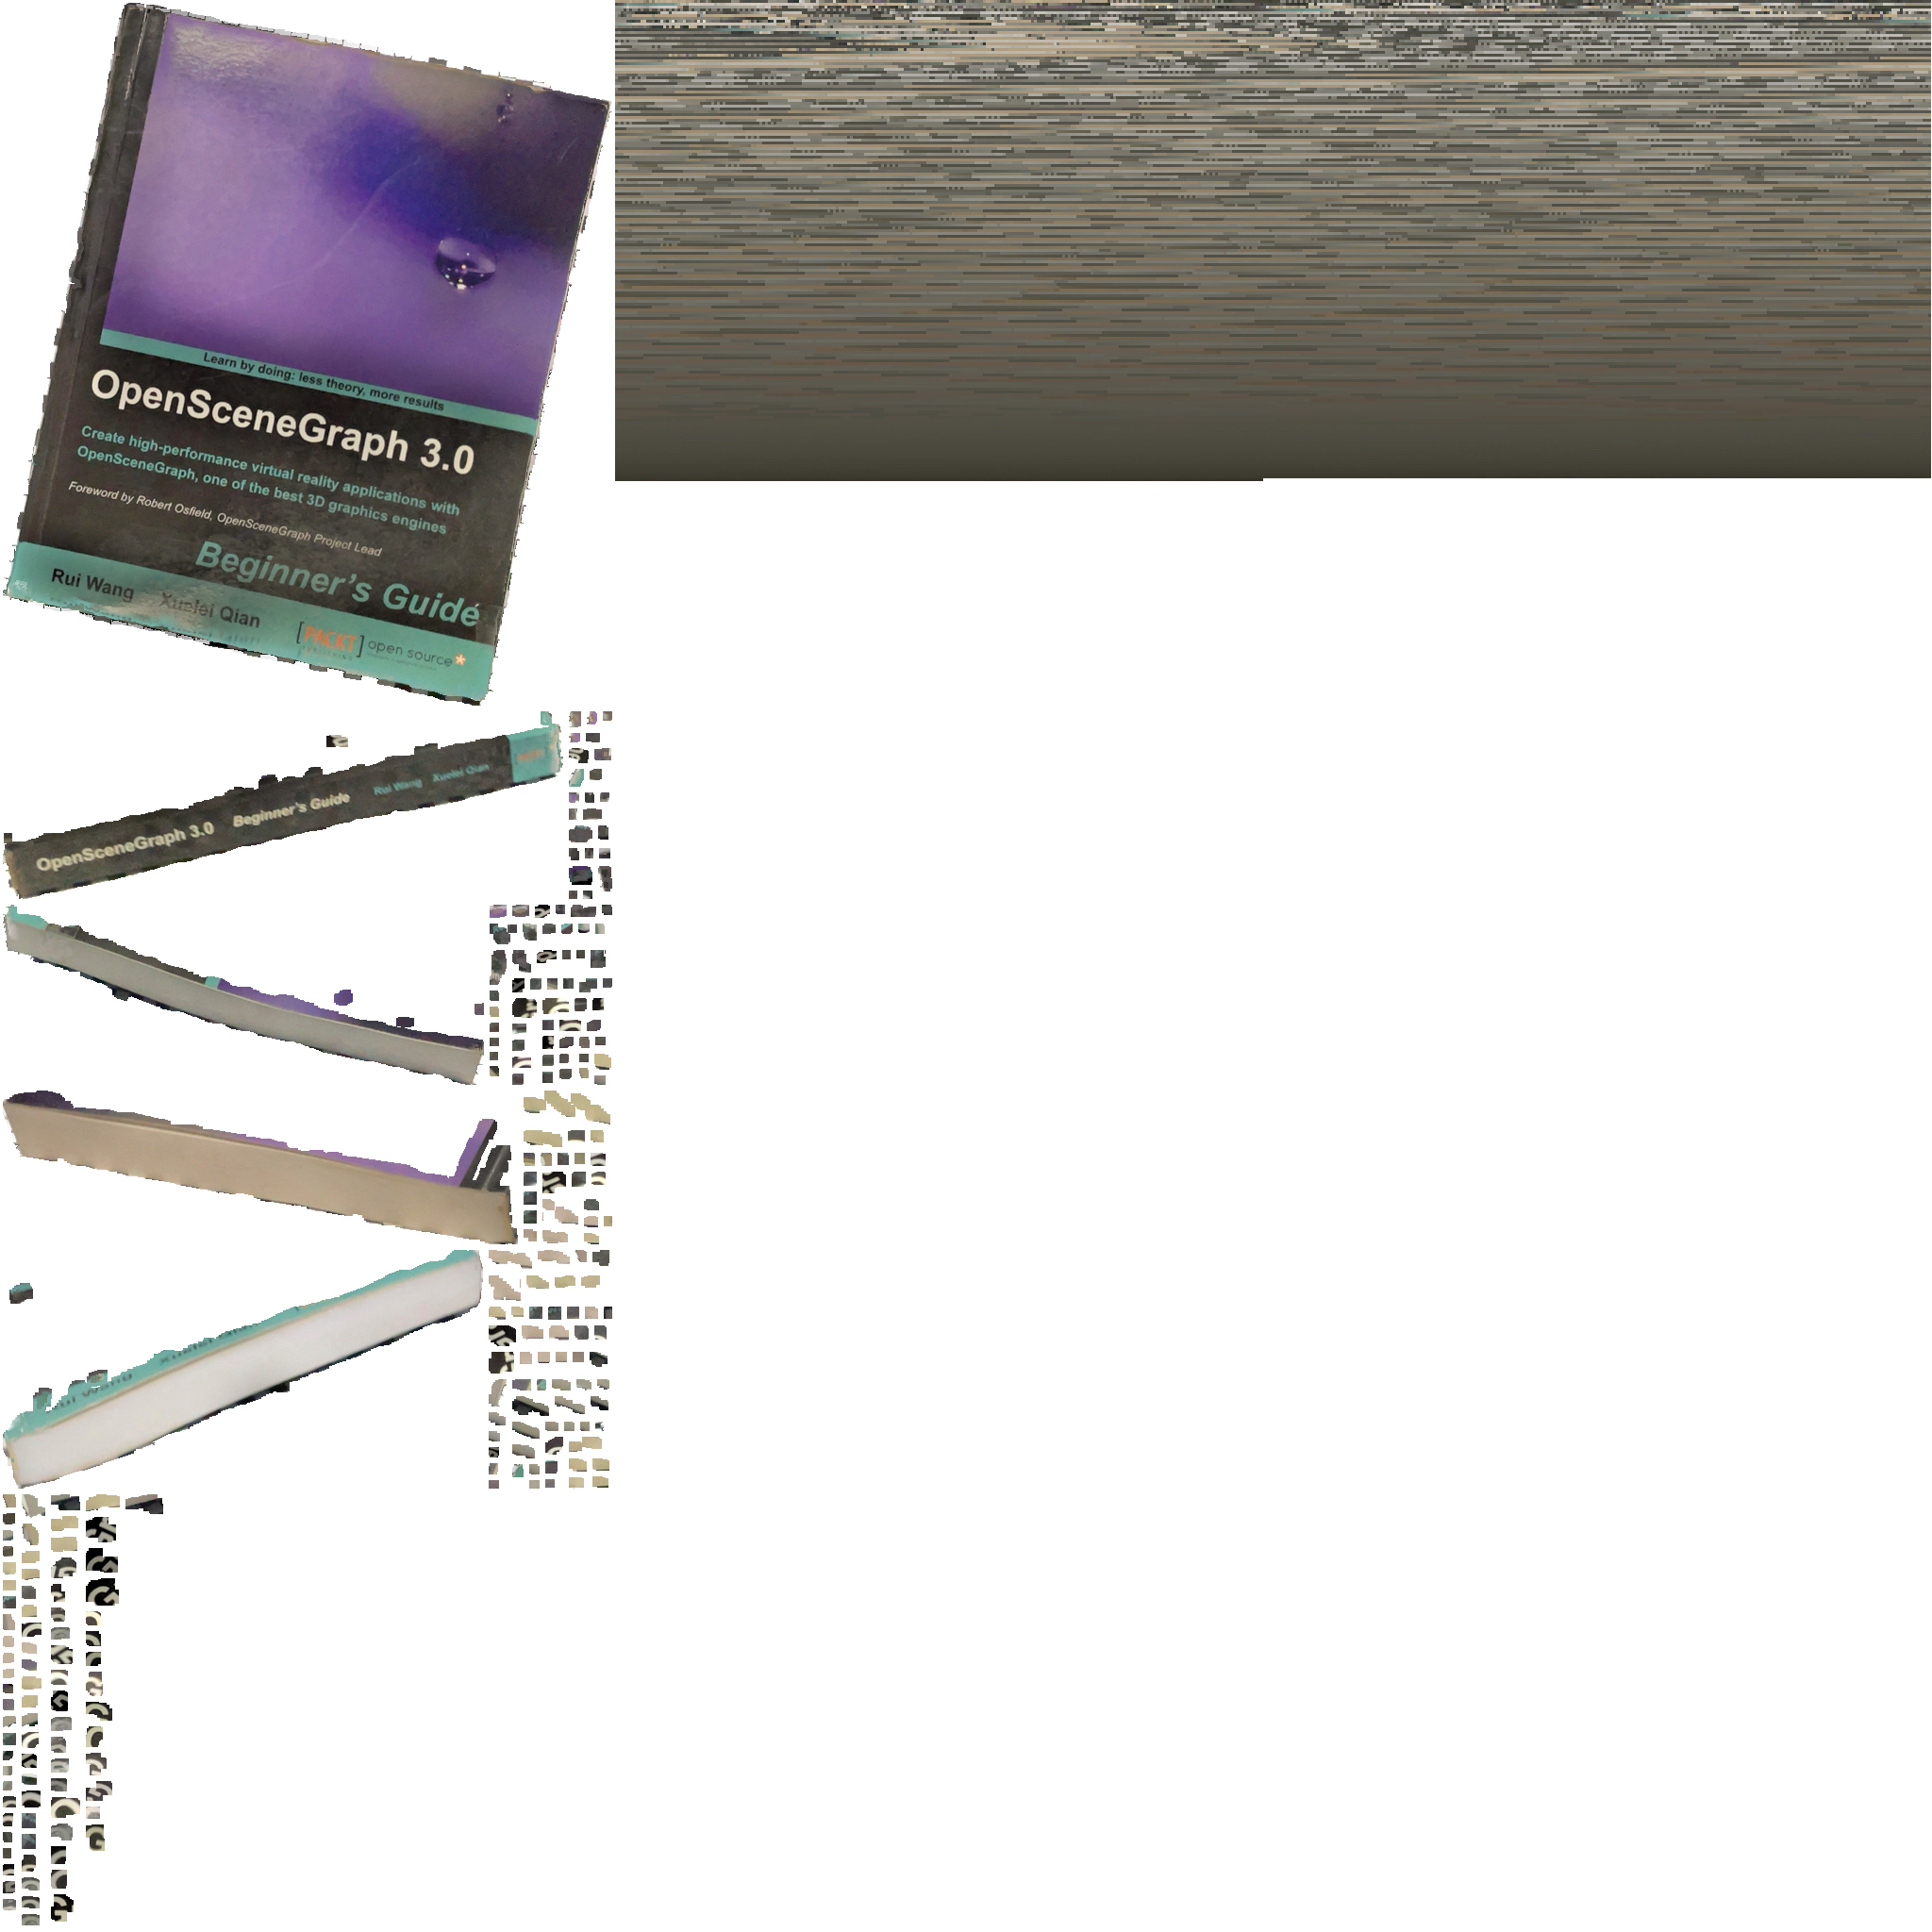 Learn by doing: less theory, more results
OpenSceneGraph 3.0
Create high-performance virtual reality applications with
OpenSceneGraph, one of the best 3D graphics engines
Foreword by Robert Osfield, OpenSceneGraph Project Lead
Beginner's Guide
Rui Wang Xuelei Qian
[PACKT] open source
PUBLISHING
OpenSceneGraph 3.0 Beginner's Guide Rui Wang Xuelei Qian